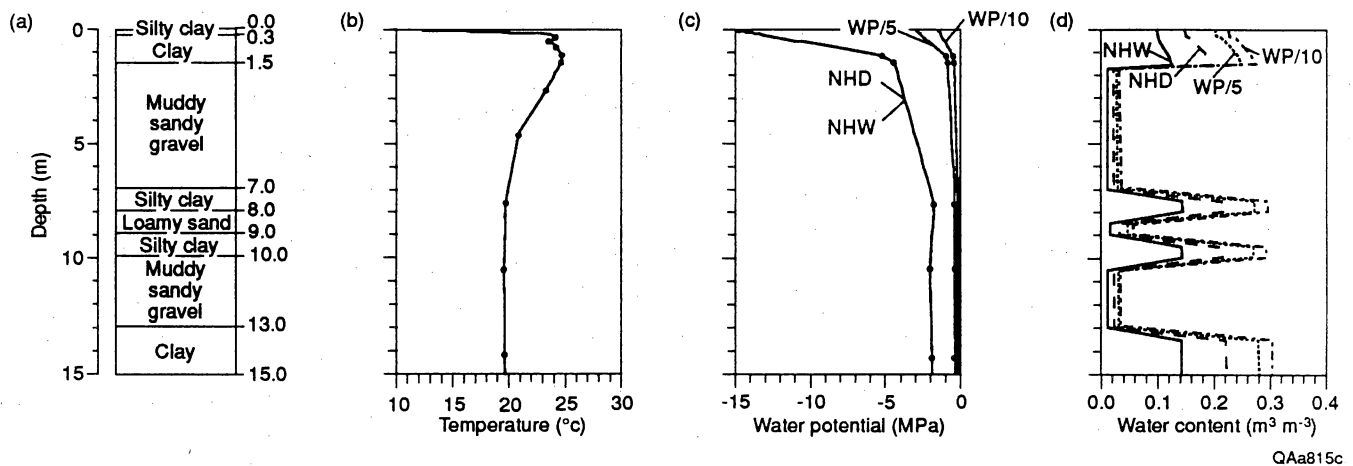 (a)
0
5
10
15
Depth (m)
Silty clay
Clay
Muddy
sandy
gravel
Silty clay
Loamy sand
Silty clay
Muddy
sandy
gravel
Clay
0.0
0.3
1.5
7.0
8.0
9.0
10.0
13.0
15.0
(b)
10 20 25 30
Temperature (°c)
(c)
WP/5
WP/10
NHD
NHW
-15 -10 -5 0
Water potential (MPa)
(d)
NHW
NHD
WP/5
WP/10
0.0 0.1 0.2 0.3 0.4
Water content (m³ m⁻³)
QAa815c